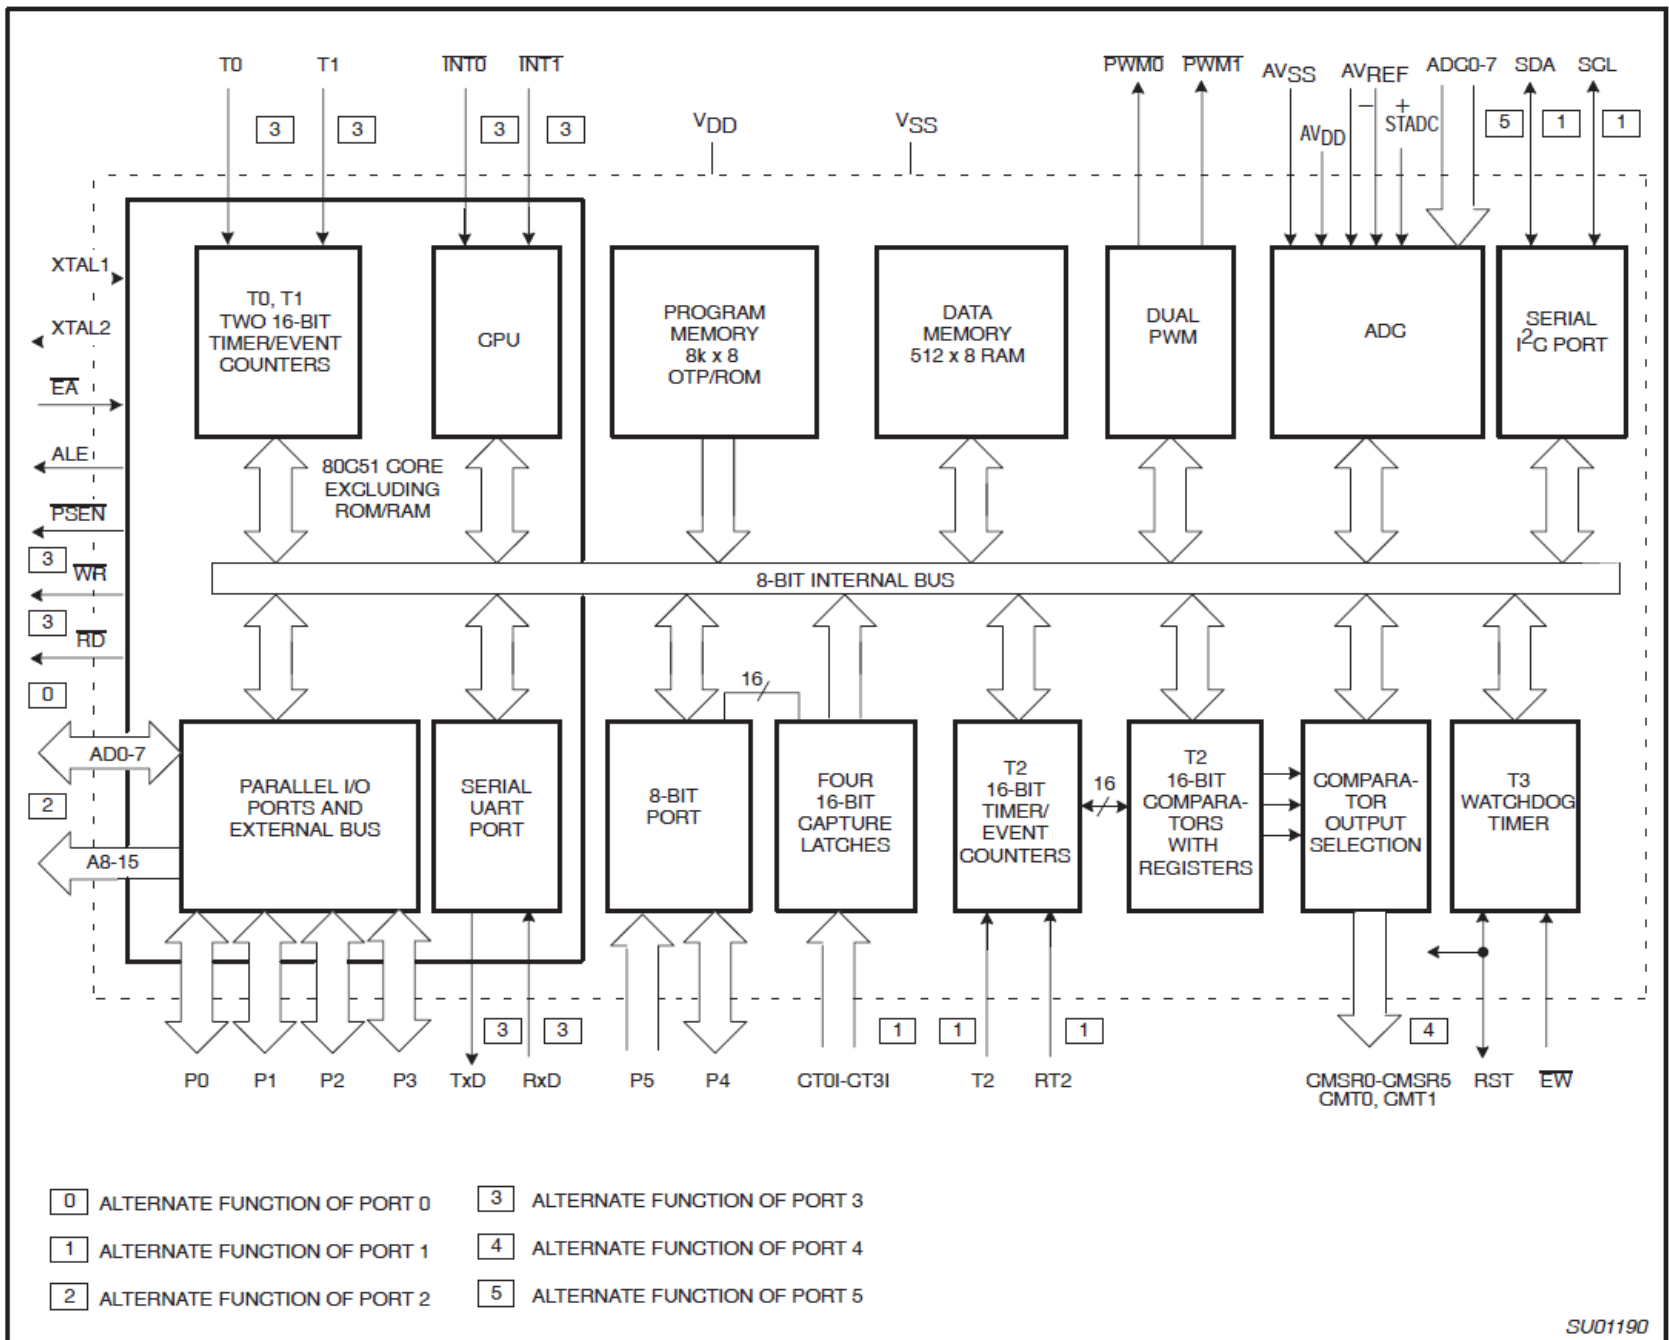 T0 T1 INT0 INT1 PWM0 PWM1 AVSS AVREF ADC0-7 SDA SCL
− +
STADC
3 3 3 3 VDD VSS AVDD 5 1 1
XTAL1
XTAL2
EA
ALE
PSEN
3 WR
3 RD
0
AD0-7
2
A8-15
T0, T1
TWO 16-BIT
TIMER/EVENT
COUNTERS
CPU
PROGRAM
MEMORY
8k x 8
OTP/ROM
DATA
MEMORY
512 x 8 RAM
DUAL
PWM
ADC
SERIAL
I2C PORT
80C51 CORE
EXCLUDING
ROM/RAM
8-BIT INTERNAL BUS
PARALLEL I/O
PORTS AND
EXTERNAL BUS
SERIAL
UART
PORT
8-BIT
PORT
16
FOUR
16-BIT
CAPTURE
LATCHES
T2
16-BIT
TIMER/
EVENT
COUNTERS
16
T2
16-BIT
COMPARA-
TORS
WITH
REGISTERS
COMPARA-
TOR
OUTPUT
SELECTION
T3
WATCHDOG
TIMER
3 3 1 1 1 4
P0 P1 P2 P3 TxD RxD P5 P4 CT0I-CT3I T2 RT2 CMSR0-CMSR5 RST EW
CMT0, CMT1
0 ALTERNATE FUNCTION OF PORT 0
1 ALTERNATE FUNCTION OF PORT 1
2 ALTERNATE FUNCTION OF PORT 2
3 ALTERNATE FUNCTION OF PORT 3
4 ALTERNATE FUNCTION OF PORT 4
5 ALTERNATE FUNCTION OF PORT 5
SU01190